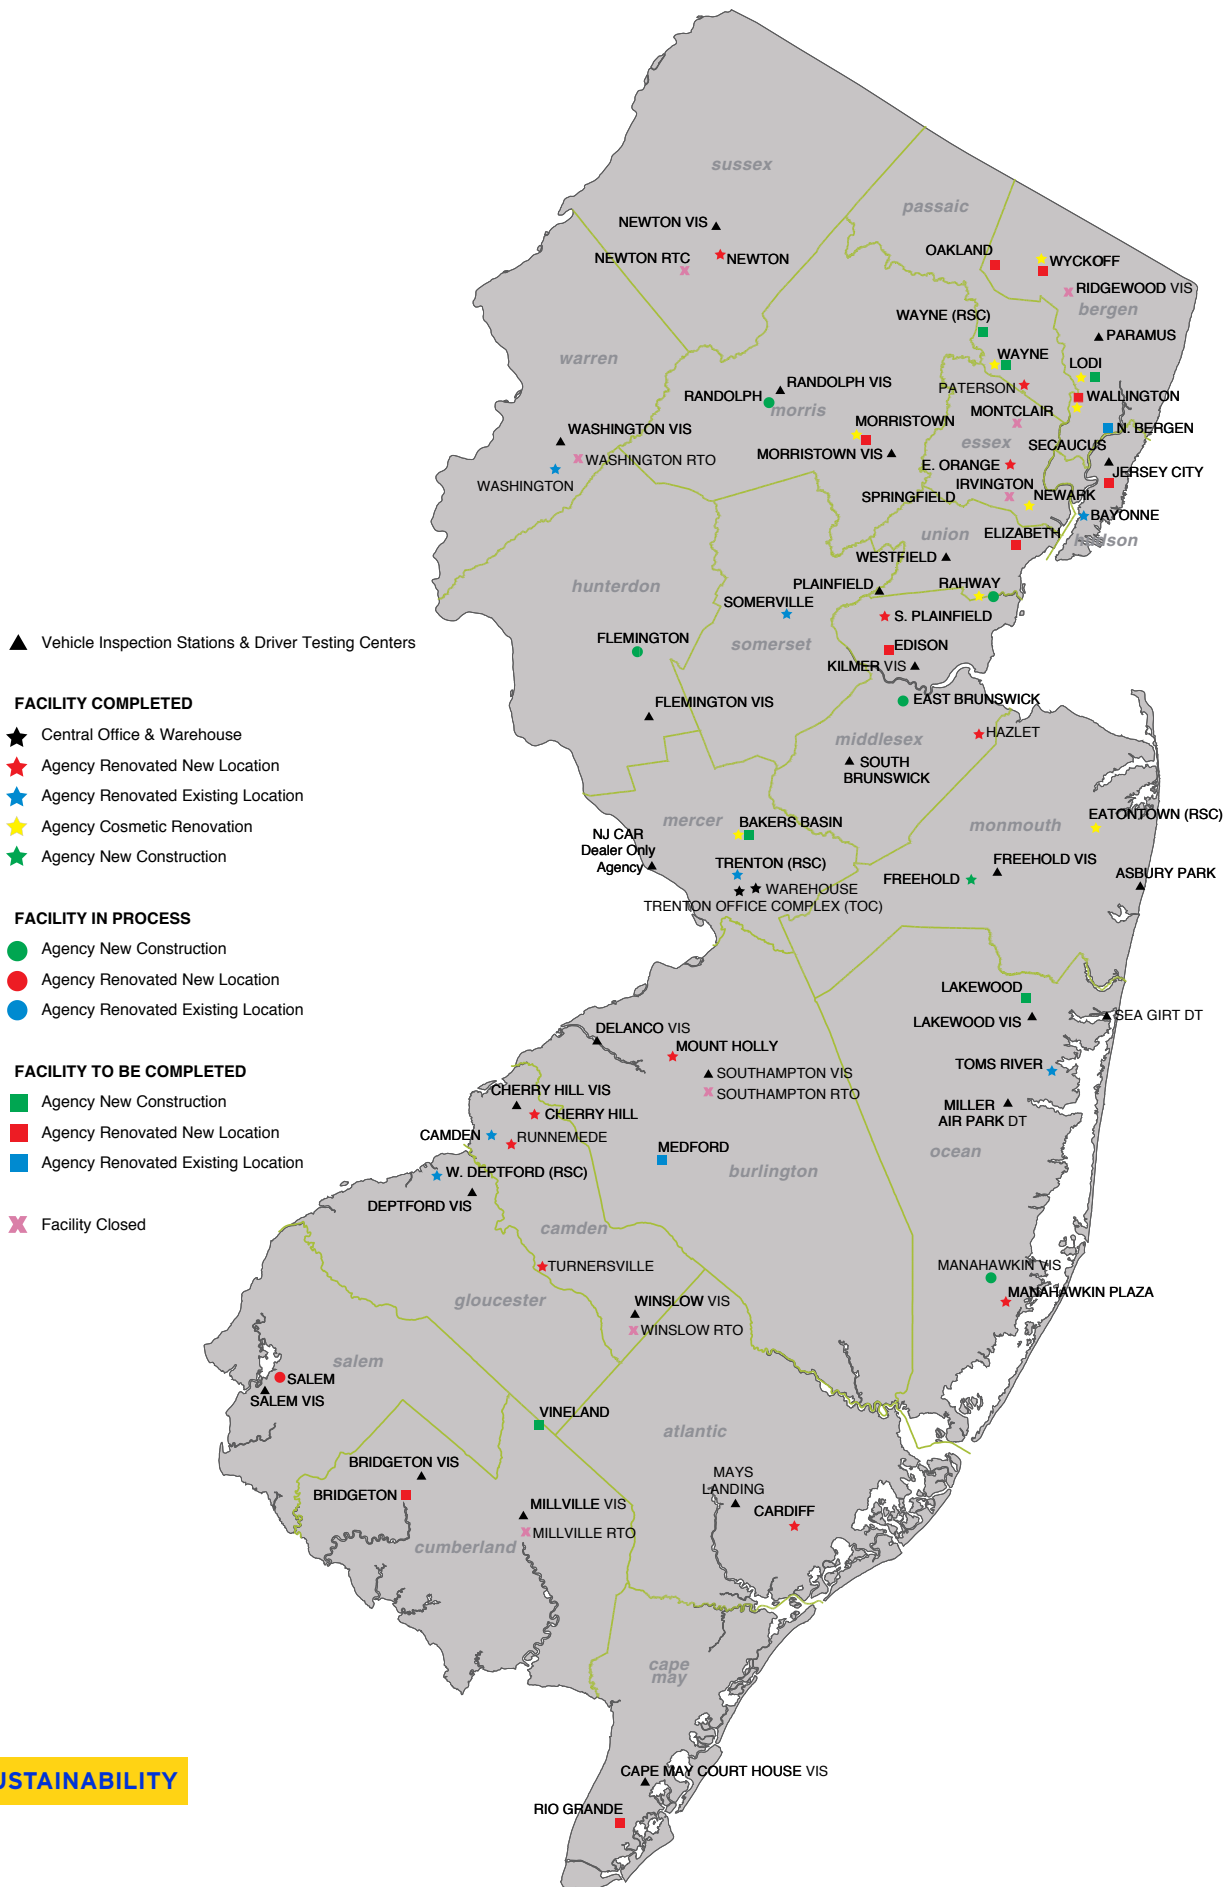 sussex
passaic
NEWTON VIS
NEWTON RTC
NEWTON
OAKLAND
WYCKOFF
RIDGEWOOD VIS
bergen
WAYNE (RSC)
PARAMUS
warren
WAYNE
LODI
RANDOLPH VIS
PATERSON
RANDOLPH
morris
WALLINGTON
MONTCLAIR
MORRISTOWN
WASHINGTON VIS
essex
N. BERGEN
SECAUCUS
MORRISTOWN VIS
WASHINGTON RTO
E. ORANGE
JERSEY CITY
WASHINGTON
IRVINGTON
SPRINGFIELD
NEWARK
BAYONNE
union
ELIZABETH
hudson
WESTFIELD
hunterdon
PLAINFIELD
RAHWAY
SOMERVILLE
S. PLAINFIELD
FLEMINGTON
somerset
EDISON
KILMER VIS
Vehicle Inspection Stations & Driver Testing Centers
FLEMINGTON VIS
EAST BRUNSWICK
FACILITY COMPLETED
Central Office & Warehouse
Agency Renovated New Location
Agency Renovated Existing Location
Agency Cosmetic Renovation
Agency New Construction
HAZLET
middlesex
SOUTH
BRUNSWICK
mercer
BAKERS BASIN
monmouth
EATONTOWN (RSC)
NJ CAR
Dealer Only
Agency
TRENTON (RSC)
FREEHOLD VIS
FREEHOLD
ASBURY PARK
WAREHOUSE
TRENTON OFFICE COMPLEX (TOC)
FACILITY IN PROCESS
Agency New Construction
Agency Renovated New Location
Agency Renovated Existing Location
LAKEWOOD
LAKEWOOD VIS
SEA GIRT DT
DELANCO VIS
MOUNT HOLLY
TOMS RIVER
FACILITY TO BE COMPLETED
Agency New Construction
Agency Renovated New Location
Agency Renovated Existing Location
SOUTHAMPTON VIS
SOUTHAMPTON RTO
CHERRY HILL VIS
CHERRY HILL
MILLER
AIR PARK DT
CAMDEN
RUNNEMEDE
MEDFORD
ocean
W. DEPTFORD (RSC)
burlington
DEPTFORD VIS
Facility Closed
camden
TURNERSVILLE
MANAHAWKIN VIS
MANAHAWKIN PLAZA
gloucester
WINSLOW VIS
WINSLOW RTO
salem
SALEM
SALEM VIS
VINELAND
atlantic
BRIDGETON VIS
MAYS
LANDING
BRIDGETON
MILLVILLE VIS
CARDIFF
MILLVILLE RTO
cumberland
cape
may
CAPE MAY COURT HOUSE VIS
USTAINABILITY
RIO GRANDE